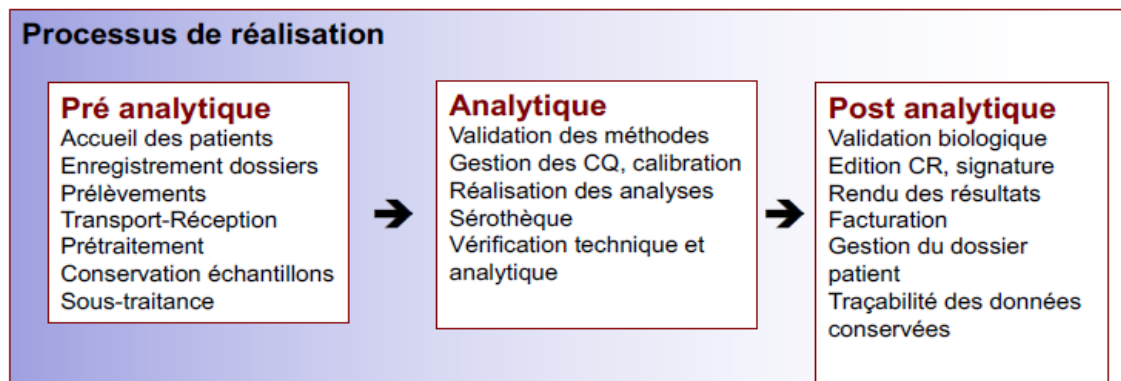 Processus de réalisation
Pré analytique
Accueil des patients
Enregistrement dossiers
Prélèvements
Transport-Réception
Prétraitement
Conservation échantillons
Sous-traitance
Analytique
Validation des méthodes
Gestion des CQ, calibration
Réalisation des analyses
Sérothèque
Vérification technique et
analytique
Post analytique
Validation biologique
Edition CR, signature
Rendu des résultats
Facturation
Gestion du dossier
patient
Traçabilité des données
conservées